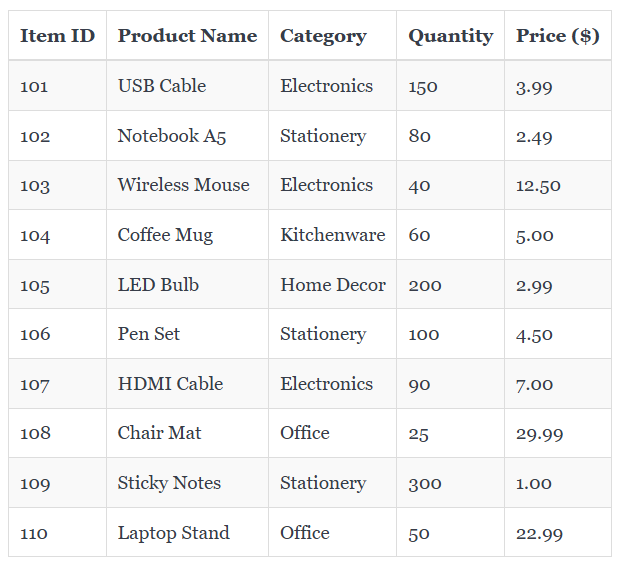 Item ID Product Name Category Quantity Price ($)
101 USB Cable Electronics 150 3.99
102 Notebook A5 Stationery 80 2.49
103 Wireless Mouse Electronics 40 12.50
104 Coffee Mug Kitchenware 60 5.00
105 LED Bulb Home Decor 200 2.99
106 Pen Set Stationery 100 4.50
107 HDMI Cable Electronics 90 7.00
108 Chair Mat Office 25 29.99
109 Sticky Notes Stationery 300 1.00
110 Laptop Stand Office 50 22.99